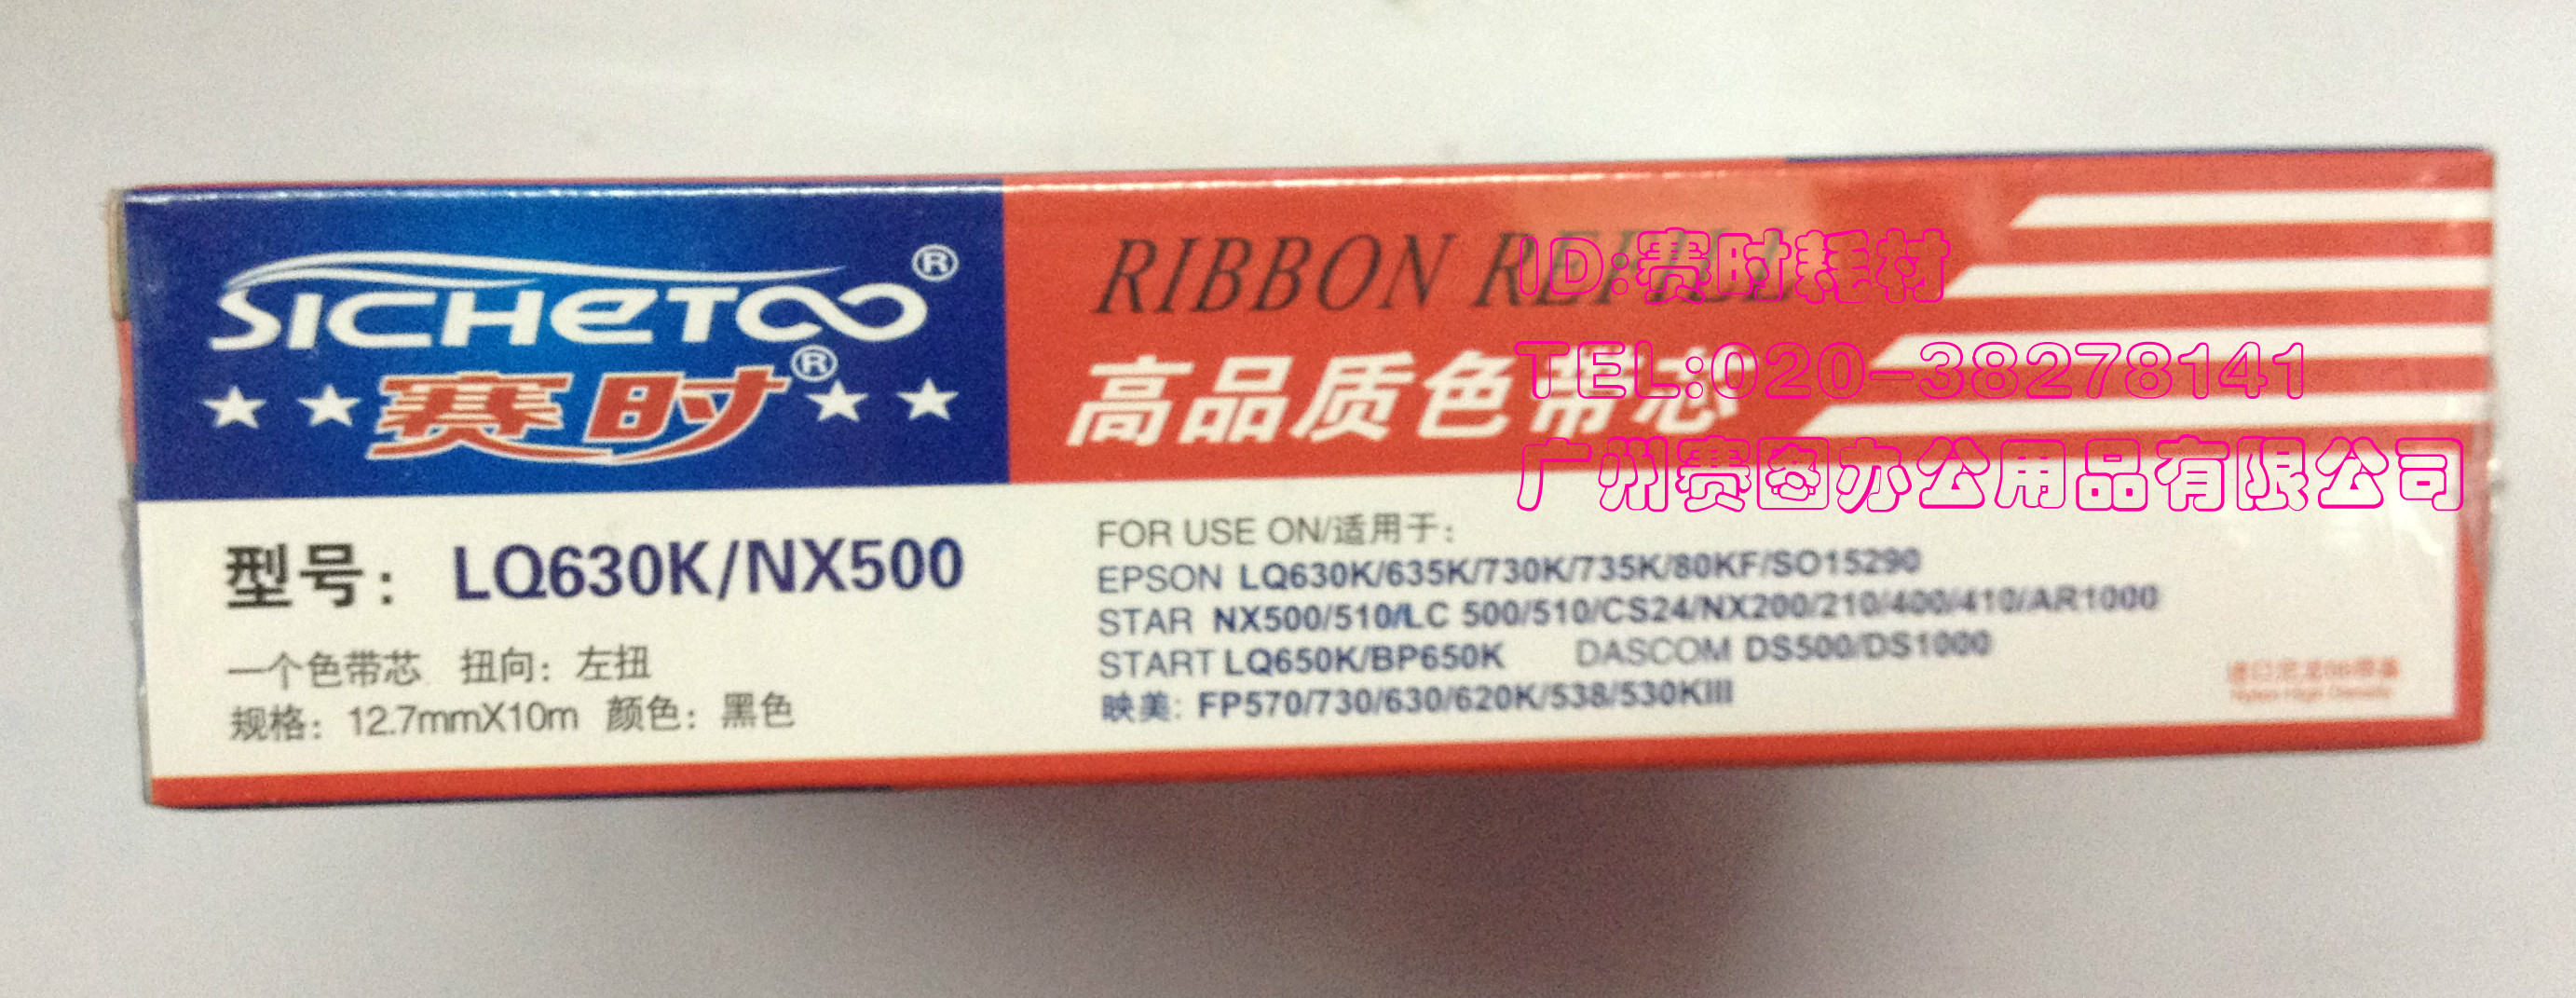 SICHETOO®
赛时®
RIBBON REFILL
高品质色带芯
ID:赛时耗材
TEL:020-38278141
广州赛图办公用品有限公司
型号: LQ630K/NX500
一个色带芯 扭向: 左扭
规格: 12.7mmX10m 颜色: 黑色
FOR USE ON/适用于:
EPSON LQ630K/635K/730K/735K/80KF/SO15290
STAR NX500/510/LC 500/510/CS24/NX200/210/400/410/AR1000
START LQ650K/BP650K DASCOM DS500/DS1000
映美: FP570/730/630/620K/538/530KIII
Nylon High Density